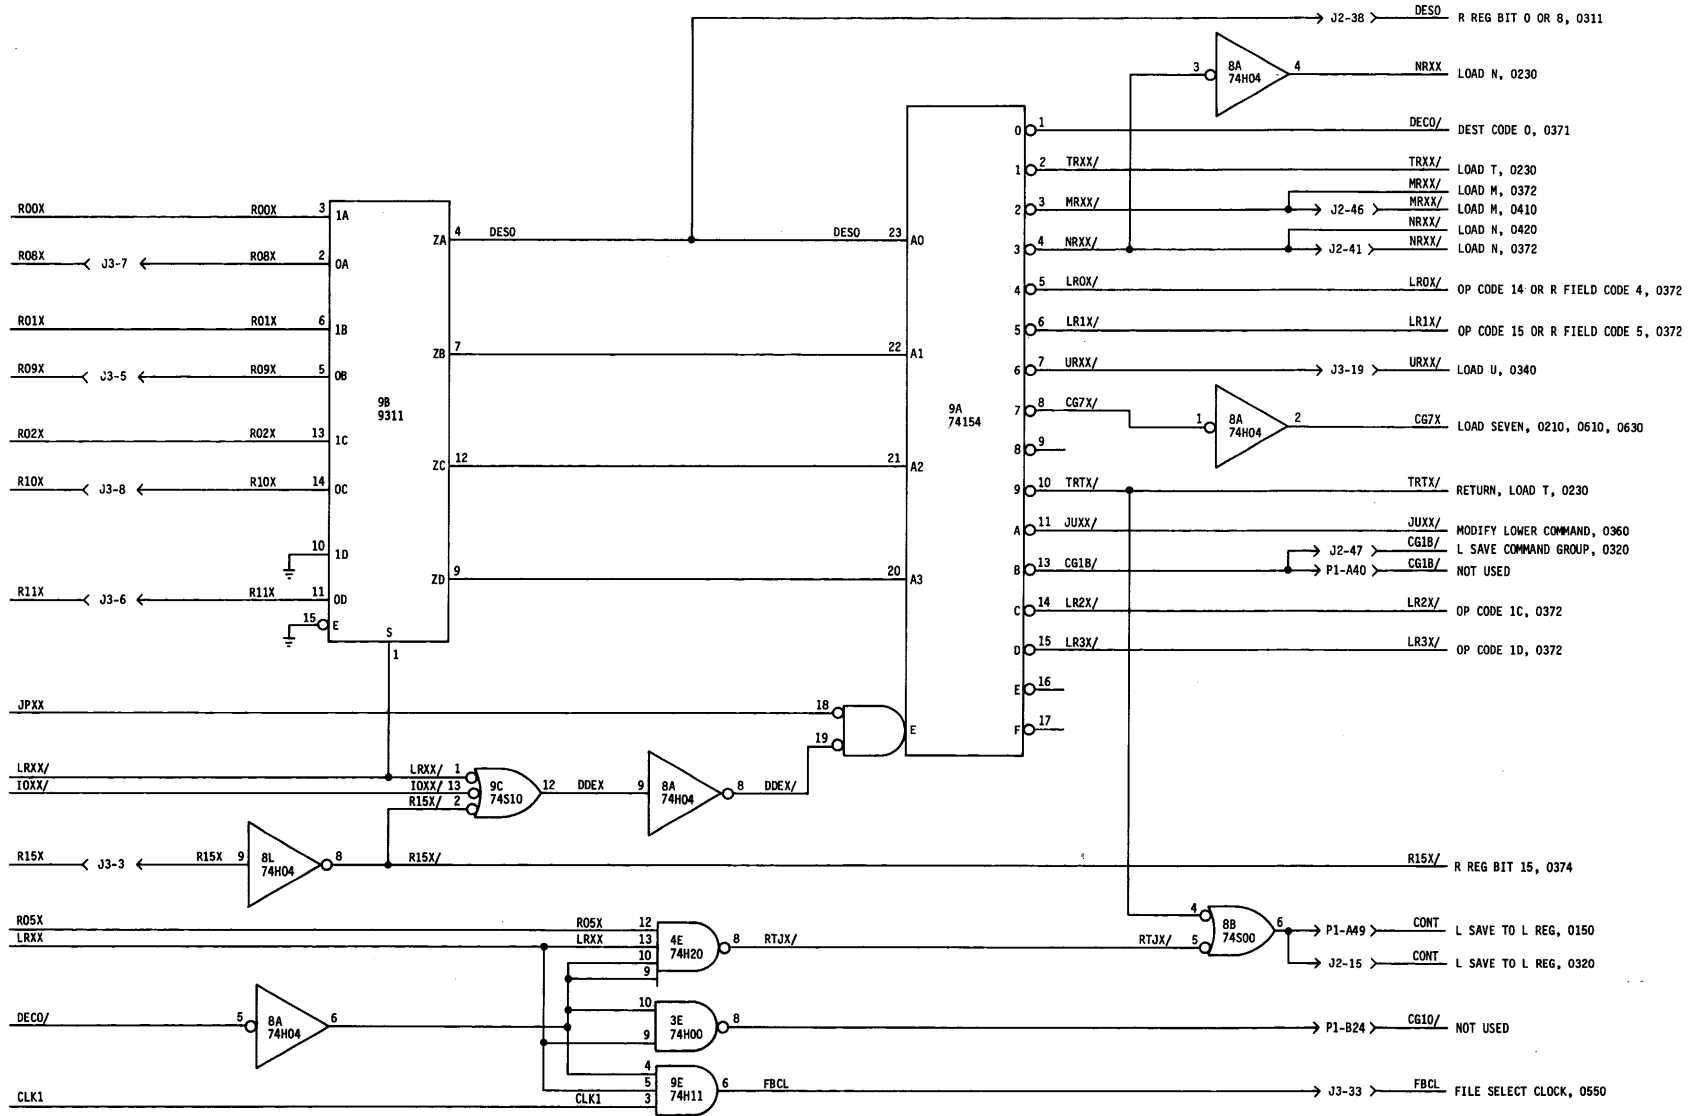 DESO
J2-38
R REG BIT 0 OR 8, 0311
3
8A
74H04
4
NRXX
LOAD N, 0230
0
1
DECO/
DEST CODE 0, 0371
1
2
TRXX/
TRXX/
LOAD T, 0230
MRXX/
LOAD M, 0372
2
3
MRXX/
J2-46
MRXX/
LOAD M, 0410
NRXX/
LOAD N, 0420
3
4
NRXX/
J2-41
NRXX/
LOAD N, 0372
4
5
LROX/
LROX/
OP CODE 14 OR R FIELD CODE 4, 0372
5
6
LR1X/
LR1X/
OP CODE 15 OR R FIELD CODE 5, 0372
6
7
URXX/
J3-19
URXX/
LOAD U, 0340
7
8
CG7X/
1
8A
74H04
2
CG7X
LOAD SEVEN, 0210, 0610, 0630
8
9
9
10
TRTX/
TRTX/
RETURN, LOAD T, 0230
A
11
JUXX/
JUXX/
MODIFY LOWER COMMAND, 0360
J2-47
CG1B/
L SAVE COMMAND GROUP, 0320
B
13
CG1B/
P1-A40
CG1B/
NOT USED
C
14
LR2X/
LR2X/
OP CODE 1C, 0372
D
15
LR3X/
LR3X/
OP CODE 1D, 0372
E
16
F
17
ROOX
ROOX
3
1A
ZA
4
DESO
DESO
23
A0
RO8X
J3-7
RO8X
2
0A
RO1X
RO1X
6
1B
ZB
7
22
A1
RO9X
J3-5
RO9X
5
0B
9B
9311
9A
74154
RO2X
RO2X
13
1C
ZC
12
21
A2
R10X
J3-8
R10X
14
0C
10
1D
ZD
9
20
A3
R11X
J3-6
R11X
11
0D
15
E
S
1
JPXX
18
19
E
LRXX/
LRXX/
1
IOXX/
IOXX/
13
R15X/
2
9C
74S10
12
DDEX
9
8A
74H04
8
DDEX/
R15X
J3-3
R15X
9
8L
74H04
8
R15X/
R15X/
R REG BIT 15, 0374
RO5X
RO5X
12
LRXX
LRXX
13
10
9
4E
74H20
8
RTJX/
RTJX/
4
5
8B
74S00
6
P1-A49
CONT
L SAVE TO L REG, 0150
J2-15
CONT
L SAVE TO L REG, 0320
DECO/
5
8A
74H04
6
10
9
3E
74H00
8
P1-B24
CG10/
NOT USED
4
5
CLK1
CLK1
3
9E
74H11
6
FBCL
J3-33
FBCL
FILE SELECT CLOCK, 0550